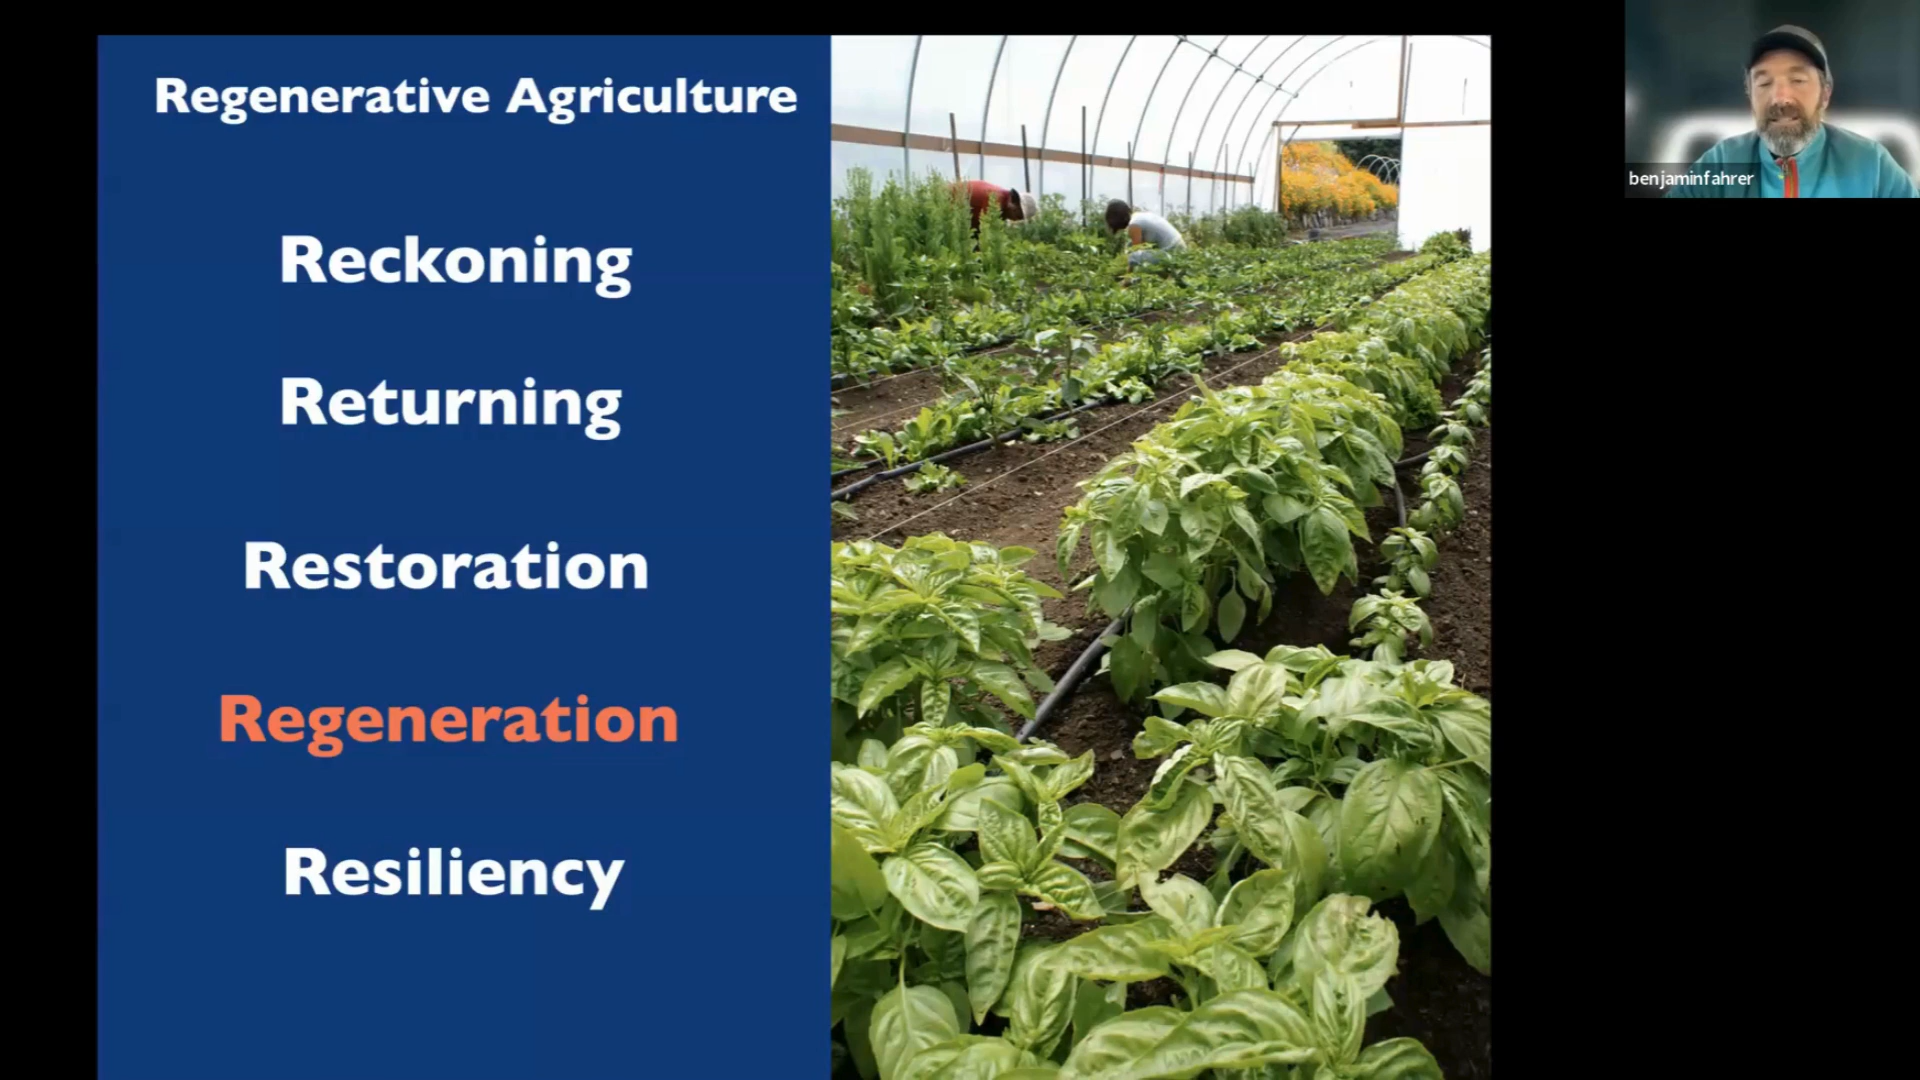 Regenerative Agriculture
Reckoning
Returning
Restoration
Regeneration
Resiliency
benjaminfahrer